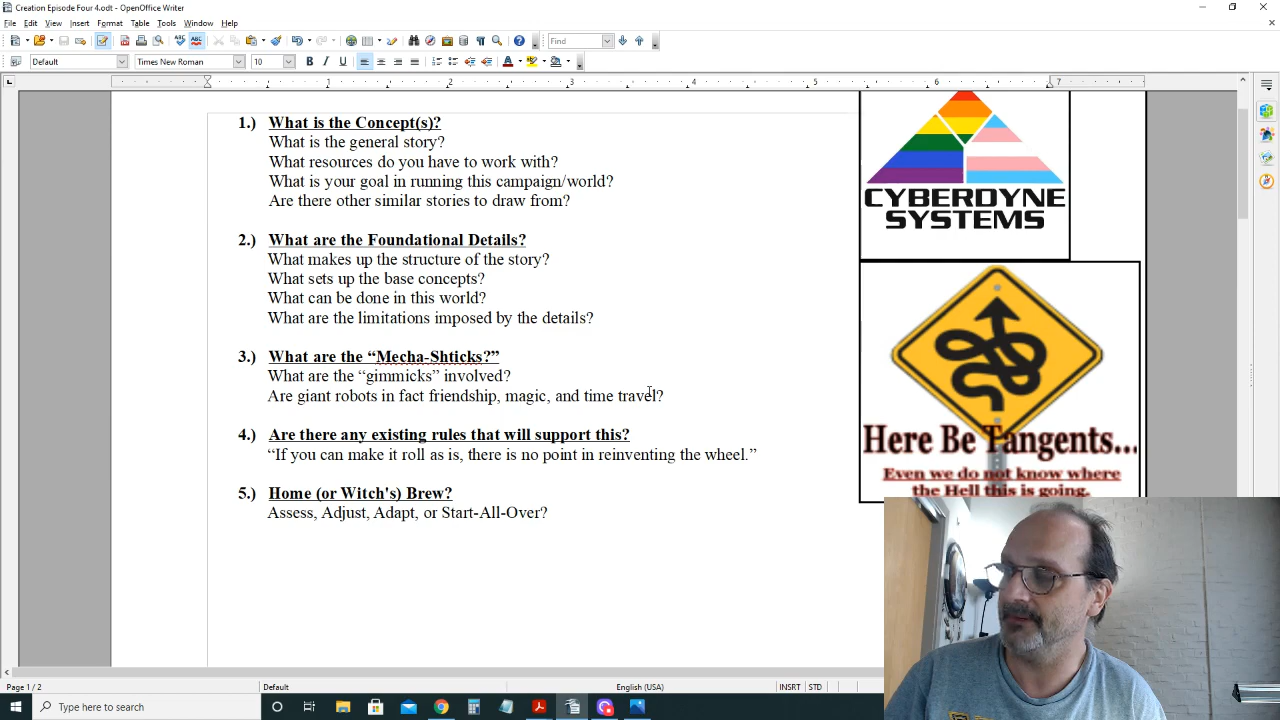 Creation Episode Four 4.odt - OpenOffice Writer
File Edit View Insert Format Table Tools Window Help
Find
Default Times New Roman 10
1 2 3 4 5 6 7
1.) What is the Concept(s)?
What is the general story?
What resources do you have to work with?
What is your goal in running this campaign/world?
Are there other similar stories to draw from?
2.) What are the Foundational Details?
What makes up the structure of the story?
What sets up the base concepts?
What can be done in this world?
What are the limitations imposed by the details?
3.) What are the “Mecha-Shticks?”
What are the “gimmicks” involved?
Are giant robots in fact friendship, magic, and time travel?
4.) Are there any existing rules that will support this?
“If you can make it roll as is, there is no point in reinventing the wheel.”
5.) Home (or Witch's) Brew?
Assess, Adjust, Adapt, or Start-All-Over?
CYBERDYNE
SYSTEMS
Here Be Tangents...
Even we do not know where
the Hell this is going.
Page 1 / 2 Default English (USA) INSRT STD
Type here to search